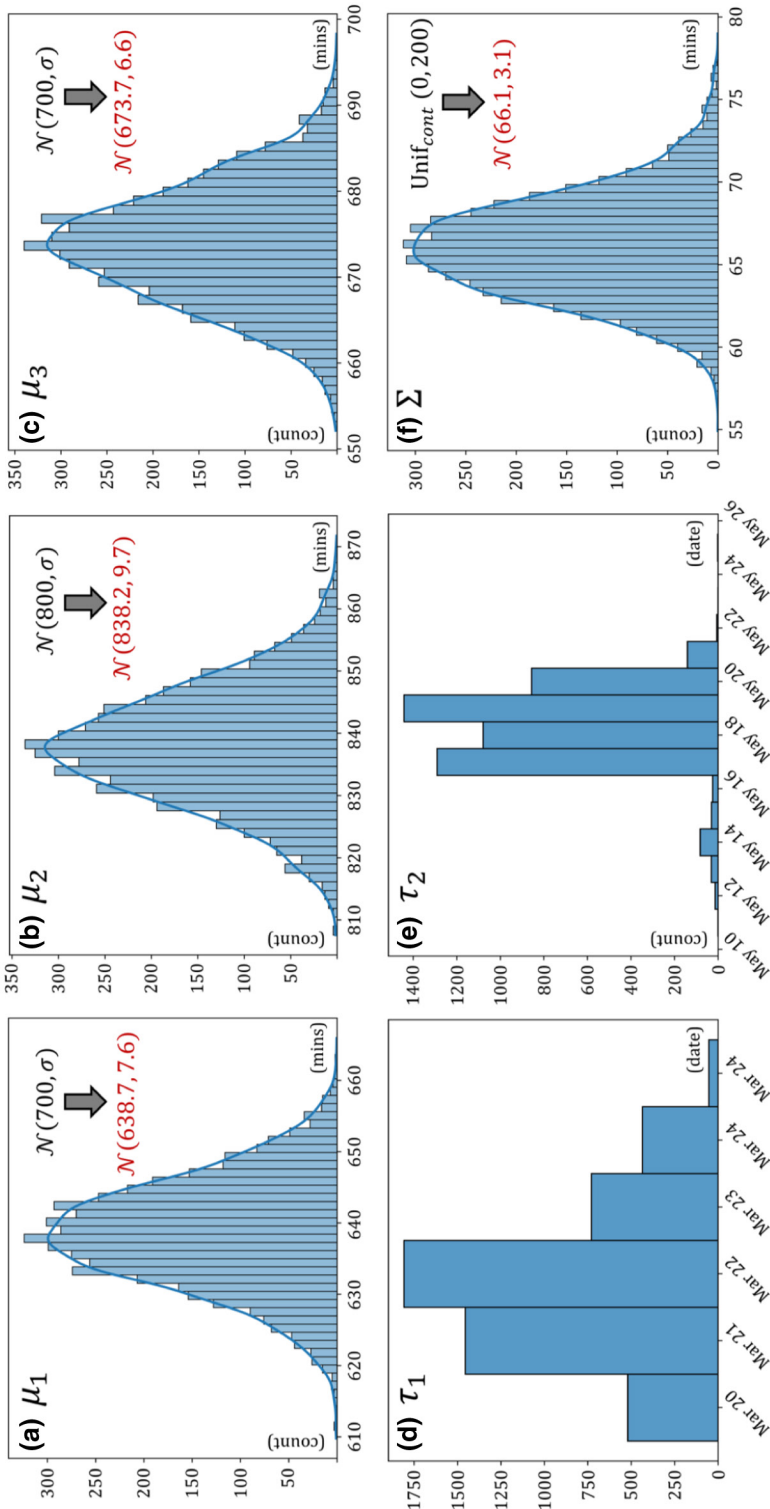 (a) μ₁
(count)
300
250
200
150
100
50
610
620
630
640
650
660
(mins)
𝒩(700, σ)
𝒩(638.7, 7.6)
(b) μ₂
(count)
350
300
250
200
150
100
50
810
820
830
840
850
860
870
(mins)
𝒩(800, σ)
𝒩(838.2, 9.7)
(c) μ₃
(count)
350
300
250
200
150
100
50
650
660
670
680
690
700
(mins)
𝒩(700, σ)
𝒩(673.7, 6.6)
(d) τ₁
1750
1500
1250
1000
750
500
250
0
Mar 20
Mar 21
Mar 22
Mar 23
Mar 24
Mar 24
(date)
(e) τ₂
(count)
1400
1200
1000
800
600
400
200
0
May 10
May 12
May 14
May 16
May 18
May 20
May 22
May 24
May 26
(date)
(f) Σ
(count)
300
250
200
150
100
50
0
55
60
65
70
75
80
(mins)
Unif_cont (0, 200)
𝒩(66.1, 3.1)